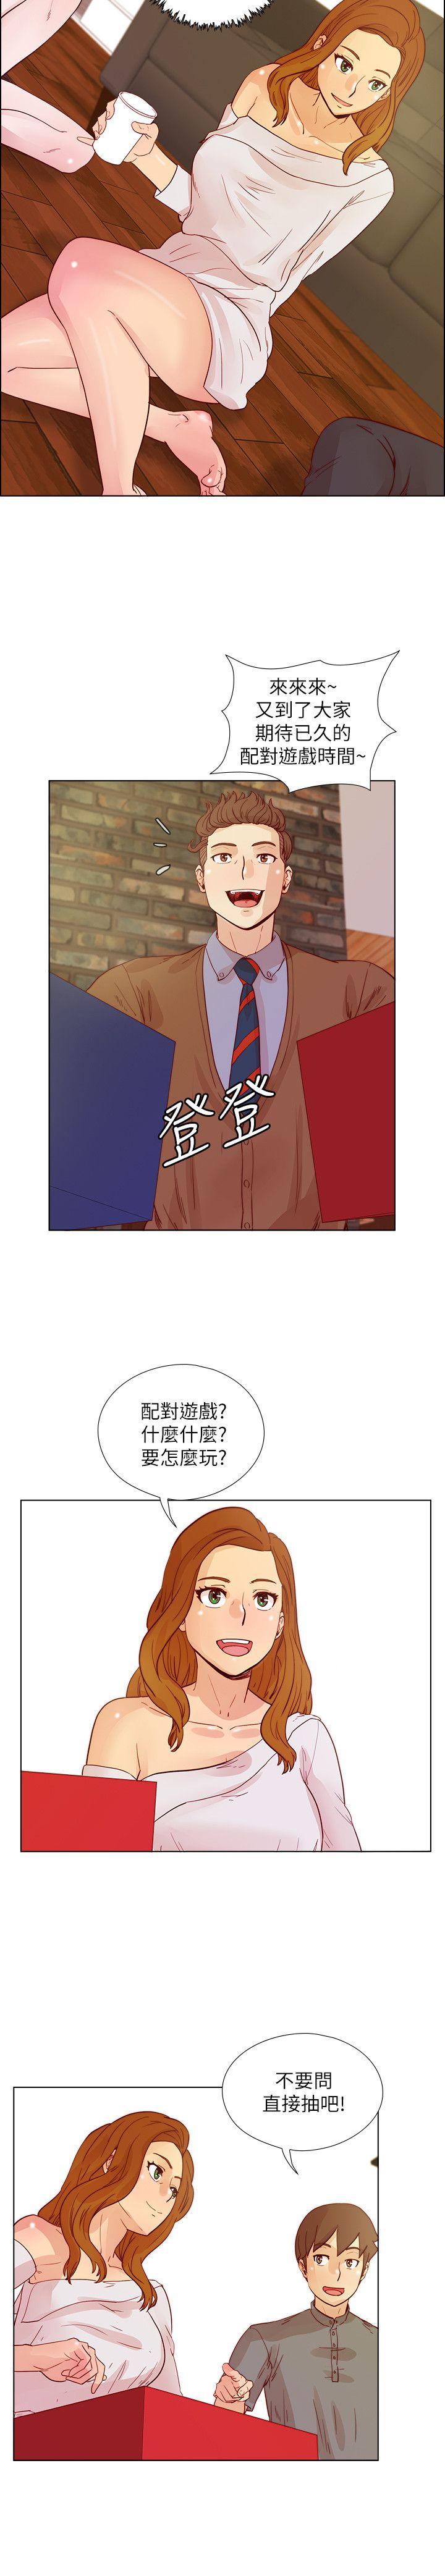 來來來~
又到了大家
期待已久的
配對遊戲時間~
登登
配對遊戲?
什麼什麼?
要怎麼玩?
不要問
直接抽吧!